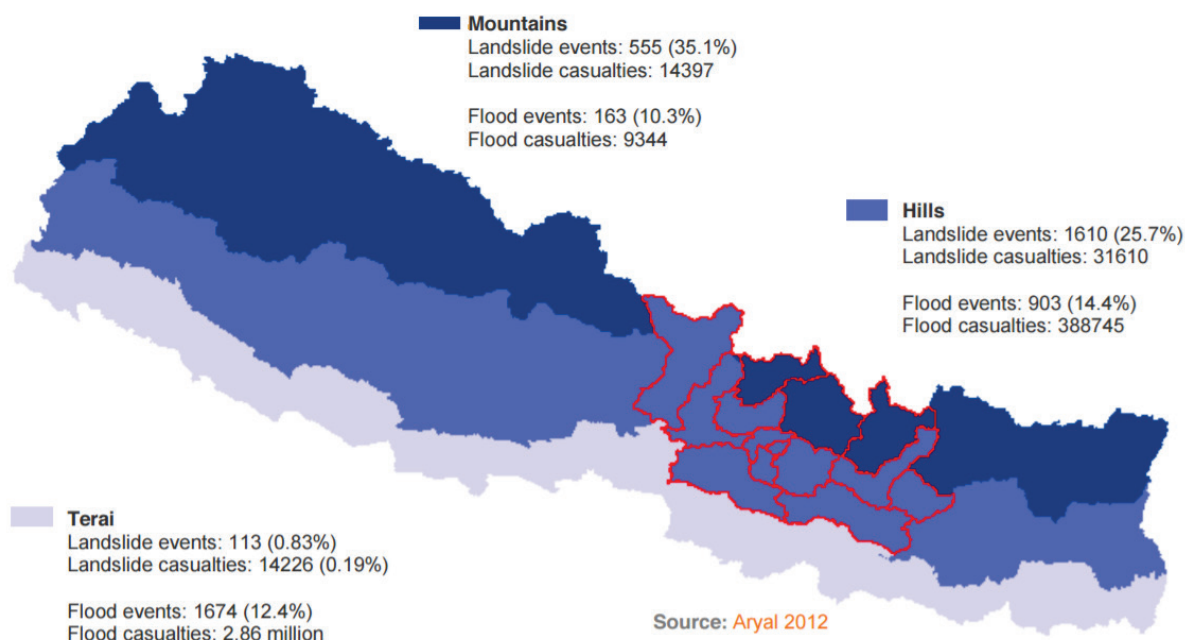 Mountains
Landslide events: 555 (35.1%)
Landslide casualties: 14397
Flood events: 163 (10.3%)
Flood casualties: 9344
Hills
Landslide events: 1610 (25.7%)
Landslide casualties: 31610
Flood events: 903 (14.4%)
Flood casualties: 388745
Terai
Landslide events: 113 (0.83%)
Landslide casualties: 14226 (0.19%)
Flood events: 1674 (12.4%)
Flood casualties: 2.86 million
Source: Aryal 2012